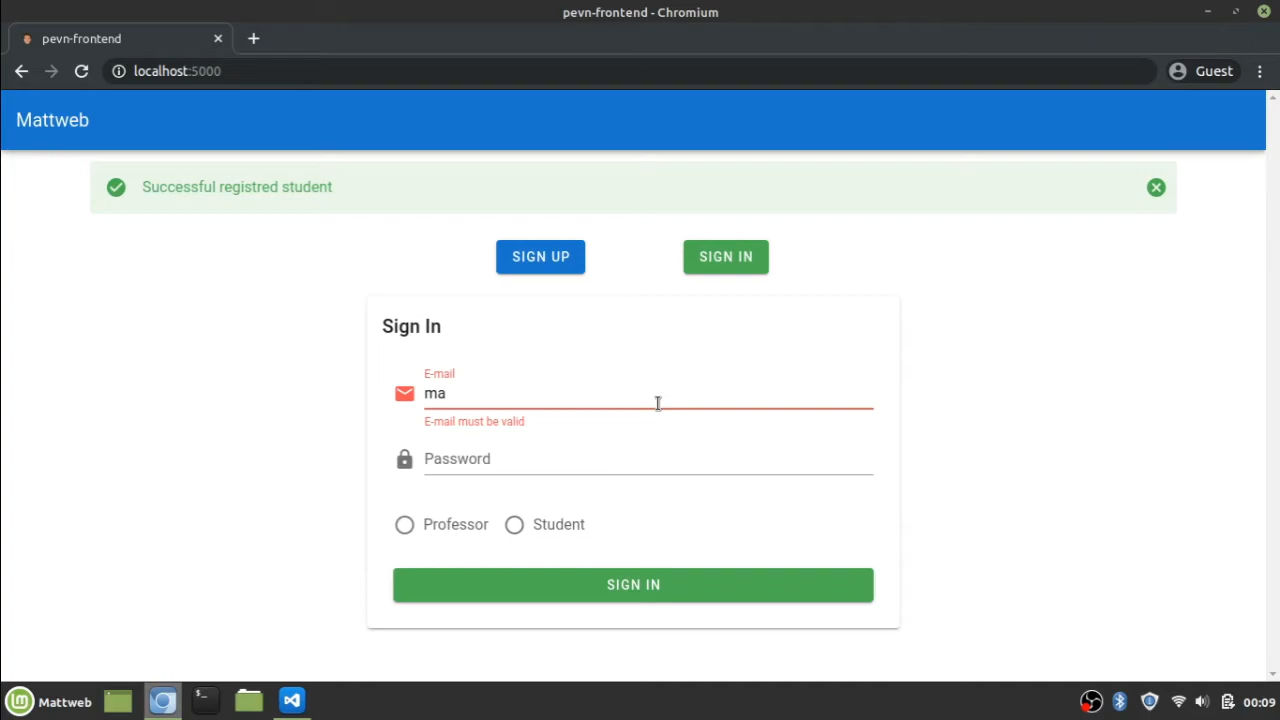 pevn-frontend - Chromium
pevn-frontend
localhost:5000
Guest
Mattweb
Successful registred student
SIGN UP
SIGN IN
Sign In
E-mail
ma
E-mail must be valid
Password
Professor
Student
SIGN IN
Mattweb
00:09